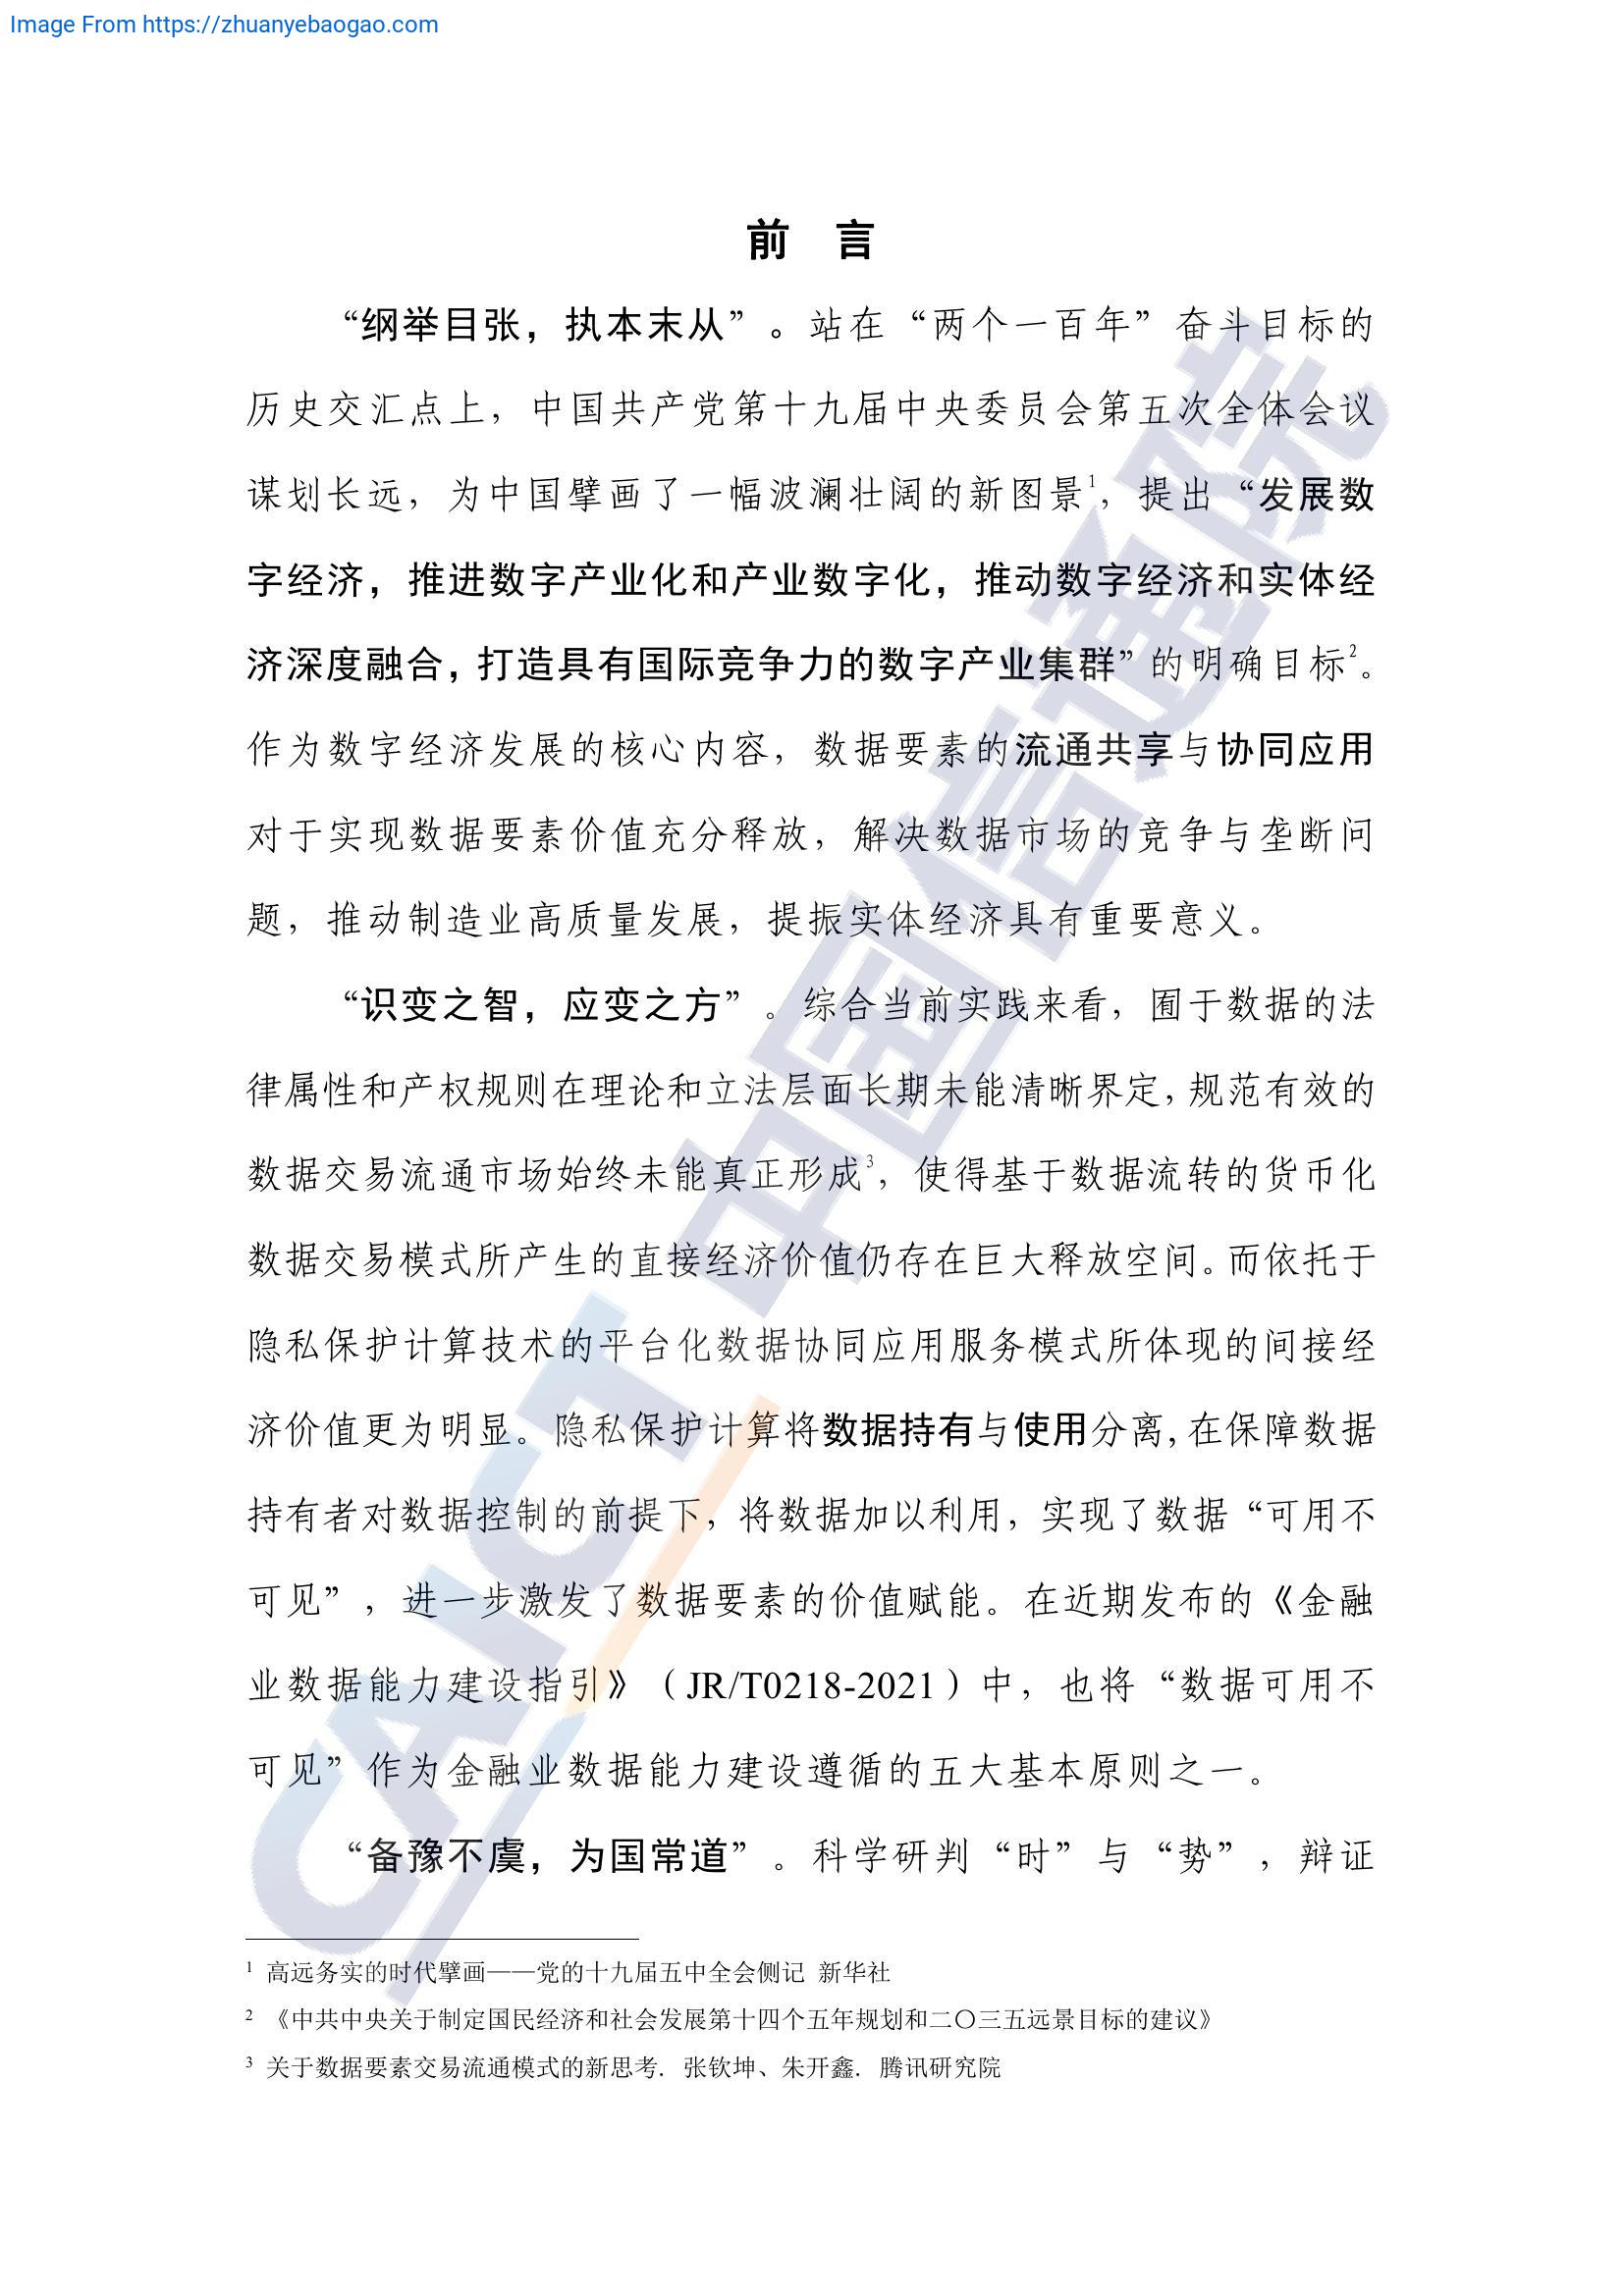 Image From https://zhuanyebaogao.com
前 言
“纲举目张，执本末从”。站在“两个一百年”奋斗目标的
历史交汇点上，中国共产党第十九届中央委员会第五次全体会议
谋划长远，为中国擘画了一幅波澜壮阔的新图景1，提出“发展数
字经济，推进数字产业化和产业数字化，推动数字经济和实体经
济深度融合，打造具有国际竞争力的数字产业集群”的明确目标2。
作为数字经济发展的核心内容，数据要素的流通共享与协同应用
对于实现数据要素价值充分释放，解决数据市场的竞争与垄断问
题，推动制造业高质量发展，提振实体经济具有重要意义。
“识变之智，应变之方”。综合当前实践来看，囿于数据的法
律属性和产权规则在理论和立法层面长期未能清晰界定，规范有效的
数据交易流通市场始终未能真正形成3，使得基于数据流转的货币化
数据交易模式所产生的直接经济价值仍存在巨大释放空间。而依托于
隐私保护计算技术的平台化数据协同应用服务模式所体现的间接经
济价值更为明显。隐私保护计算将数据持有与使用分离，在保障数据
持有者对数据控制的前提下，将数据加以利用，实现了数据“可用不
可见”，进一步激发了数据要素的价值赋能。在近期发布的《金融
业数据能力建设指引》（JR/T0218-2021）中，也将“数据可用不
可见”作为金融业数据能力建设遵循的五大基本原则之一。
“备豫不虞，为国常道”。科学研判“时”与“势”，辩证
1 高远务实的时代擘画——党的十九届五中全会侧记 新华社
2 《中共中央关于制定国民经济和社会发展第十四个五年规划和二〇三五远景目标的建议》
3 关于数据要素交易流通模式的新思考．张钦坤、朱开鑫．腾讯研究院
CAICT 中国信通院